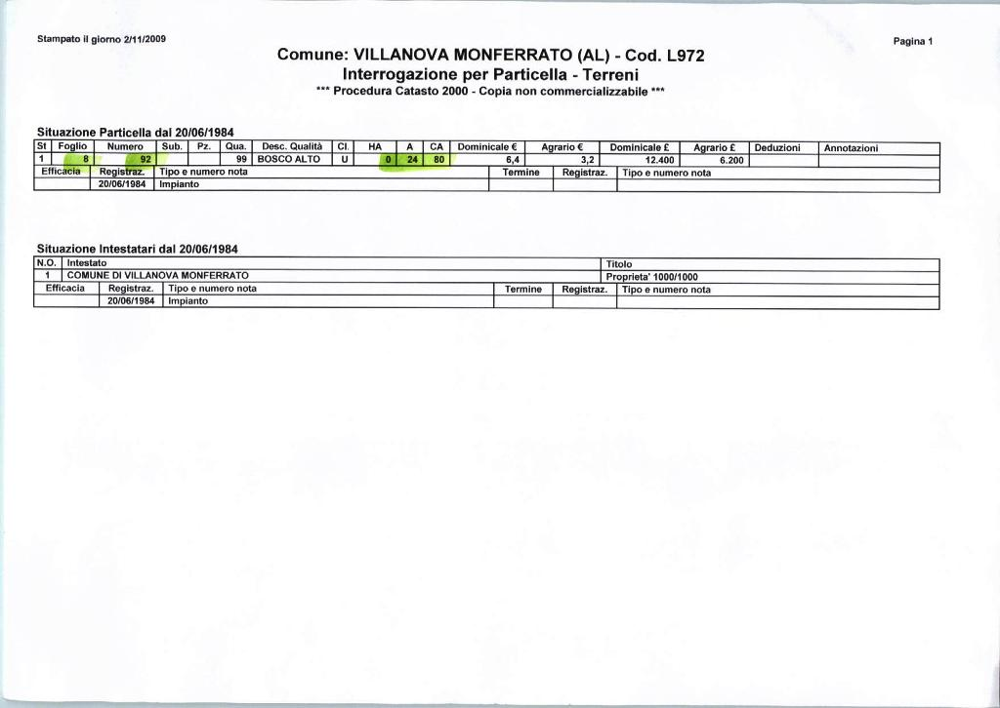 Stampato il giorno 2/11/2009 Pagina 1
Comune: VILLANOVA MONFERRATO (AL) - Cod. L972
Interrogazione per Particella - Terreni
*** Procedura Catasto 2000 - Copia non commercializzabile ***
Situazione Particella dal 20/06/1984
St Foglio Numero Sub. Pz. Qua. Desc. Qualità Cl. HA A CA Dominicale € Agrario € Dominicale £ Agrario £ Deduzioni Annotazioni
1 8 92 99 BOSCO ALTO U 0 24 80 6,4 3,2 12.400 6.200
Efficacia Registraz. Tipo e numero nota Termine Registraz. Tipo e numero nota
20/06/1984 Impianto
Situazione Intestatari dal 20/06/1984
N.O. Intestato Titolo
1 COMUNE DI VILLANOVA MONFERRATO Proprieta' 1000/1000
Efficacia Registraz. Tipo e numero nota Termine Registraz. Tipo e numero nota
20/06/1984 Impianto